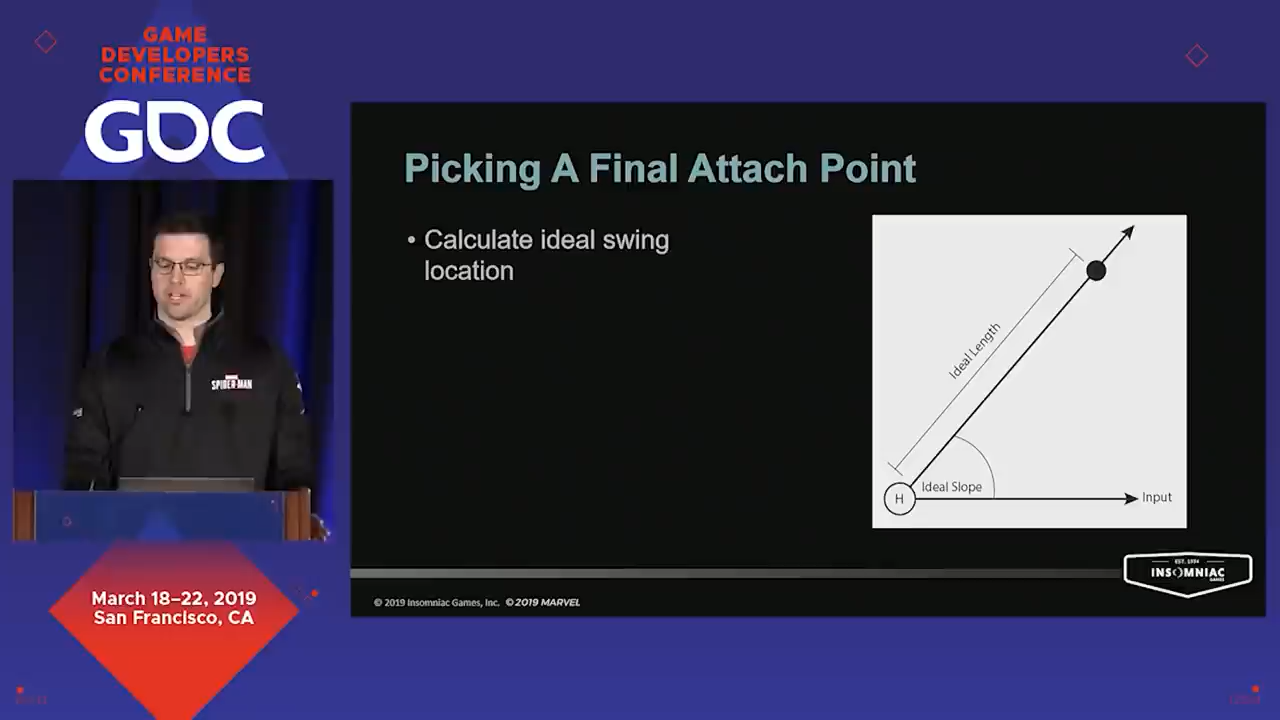 GAME
DEVELOPERS
CONFERENCE
GDC
SPIDER-MAN
March 18–22, 2019
San Francisco, CA
Picking A Final Attach Point
• Calculate ideal swing
location
Ideal Length
Ideal Slope
H
Input
EST. 1994
INSOMNIAC
GAMES
© 2019 Insomniac Games, Inc. © 2019 MARVEL